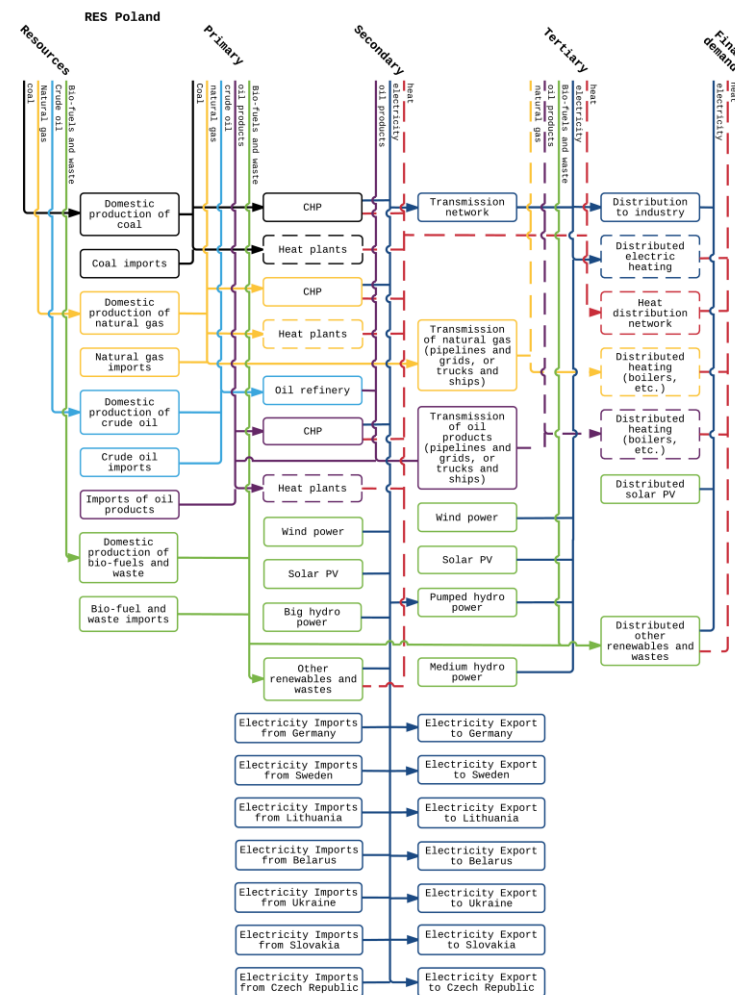 RES Poland
Resources
Primary
Secondary
Tertiary
Final
demand
coal
Natural gas
Crude oil
Bio-fuels and waste
Coal
natural gas
crude oil
oil products
Bio-fuels and waste
oil products
electricity
heat
natural gas
oil products
Bio-fuels and waste
electricity
heat
electricity
heat
Domestic
production of
coal
Coal imports
Domestic
production of
natural gas
Natural gas
imports
Domestic
production of
crude oil
Crude oil
imports
Imports of oil
products
Domestic
production of
bio-fuels and
waste
Bio-fuel and
waste imports
CHP
Heat plants
CHP
Heat plants
Oil refinery
CHP
Heat plants
Wind power
Solar PV
Big hydro
power
Other
renewables and
wastes
Transmission
network
Transmission
of natural gas
(pipelines and
grids, or
trucks and
ships)
Transmission
of oil
products
(pipelines and
grids, or
trucks and
ships)
Wind power
Solar PV
Pumped hydro
power
Medium hydro
power
Distribution
to industry
Distributed
electric
heating
Heat
distribution
network
Distributed
heating
(boilers,
etc.)
Distributed
heating
(boilers,
etc.)
Distributed
solar PV
Distributed
other
renewables and
wastes
Electricity Imports
from Germany
Electricity Export
to Germany
Electricity Imports
from Sweden
Electricity Export
to Sweden
Electricity Imports
from Lithuania
Electricity Export
to Lithuania
Electricity Imports
from Belarus
Electricity Export
to Belarus
Electricity Imports
from Ukraine
Electricity Export
to Ukraine
Electricity Imports
from Slovakia
Electricity Export
to Slovakia
Electricity Imports
from Czech Republic
Electricity Export
to Czech Republic